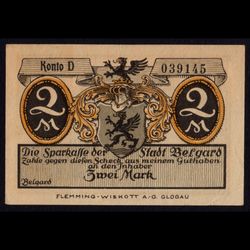 Konto D
039145
2 M
2 M
Die Sparkasse der Stadt Belgard
Zahle gegen diesen Scheck aus meinem Guthaben
an den Inhaber
Zwei Mark
Belgard
FLEMMING-WISKOTT A-G. GLOGAU